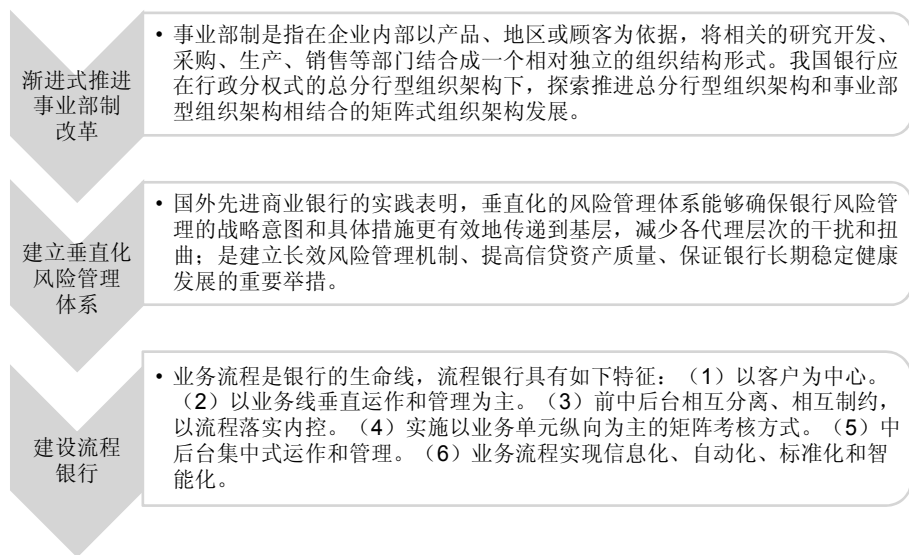 渐进式推进
事业部制
改革
• 事业部制是指在企业内部以产品、地区或顾客为依据，将相关的研究开发、
采购、生产、销售等部门结合成一个相对独立的组织结构形式。我国银行应
在行政分权式的总分行型组织架构下，探索推进总分行型组织架构和事业部
型组织架构相结合的矩阵式组织架构发展。
建立垂直化
风险管理
体系
• 国外先进商业银行的实践表明，垂直化的风险管理体系能够确保银行风险管
理的战略意图和具体措施更有效地传递到基层，减少各代理层次的干扰和扭
曲；是建立长效风险管理机制、提高信贷资产质量、保证银行长期稳定健康
发展的重要举措。
建设流程
银行
• 业务流程是银行的生命线，流程银行具有如下特征：（1）以客户为中心。
（2）以业务线垂直运作和管理为主。（3）前中后台相互分离、相互制约，
以流程落实内控。（4）实施以业务单元纵向为主的矩阵考核方式。（5）中
后台集中式运作和管理。（6）业务流程实现信息化、自动化、标准化和智
能化。